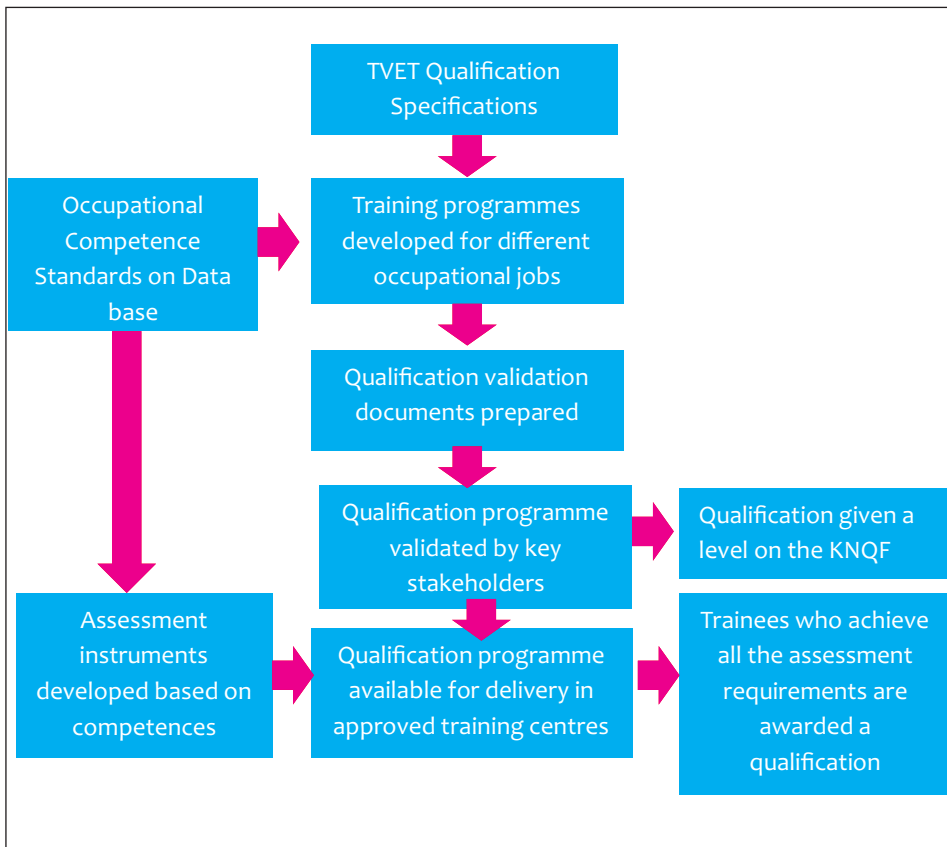 TVET Qualification
Specifications
Occupational
Competence
Standards on Data
base
Training programmes
developed for different
occupational jobs
Qualification validation
documents prepared
Qualification programme
validated by key
stakeholders
Qualification given a
level on the KNQF
Assessment
instruments
developed based on
competences
Qualification programme
available for delivery in
approved training centres
Trainees who achieve
all the assessment
requirements are
awarded a
qualification